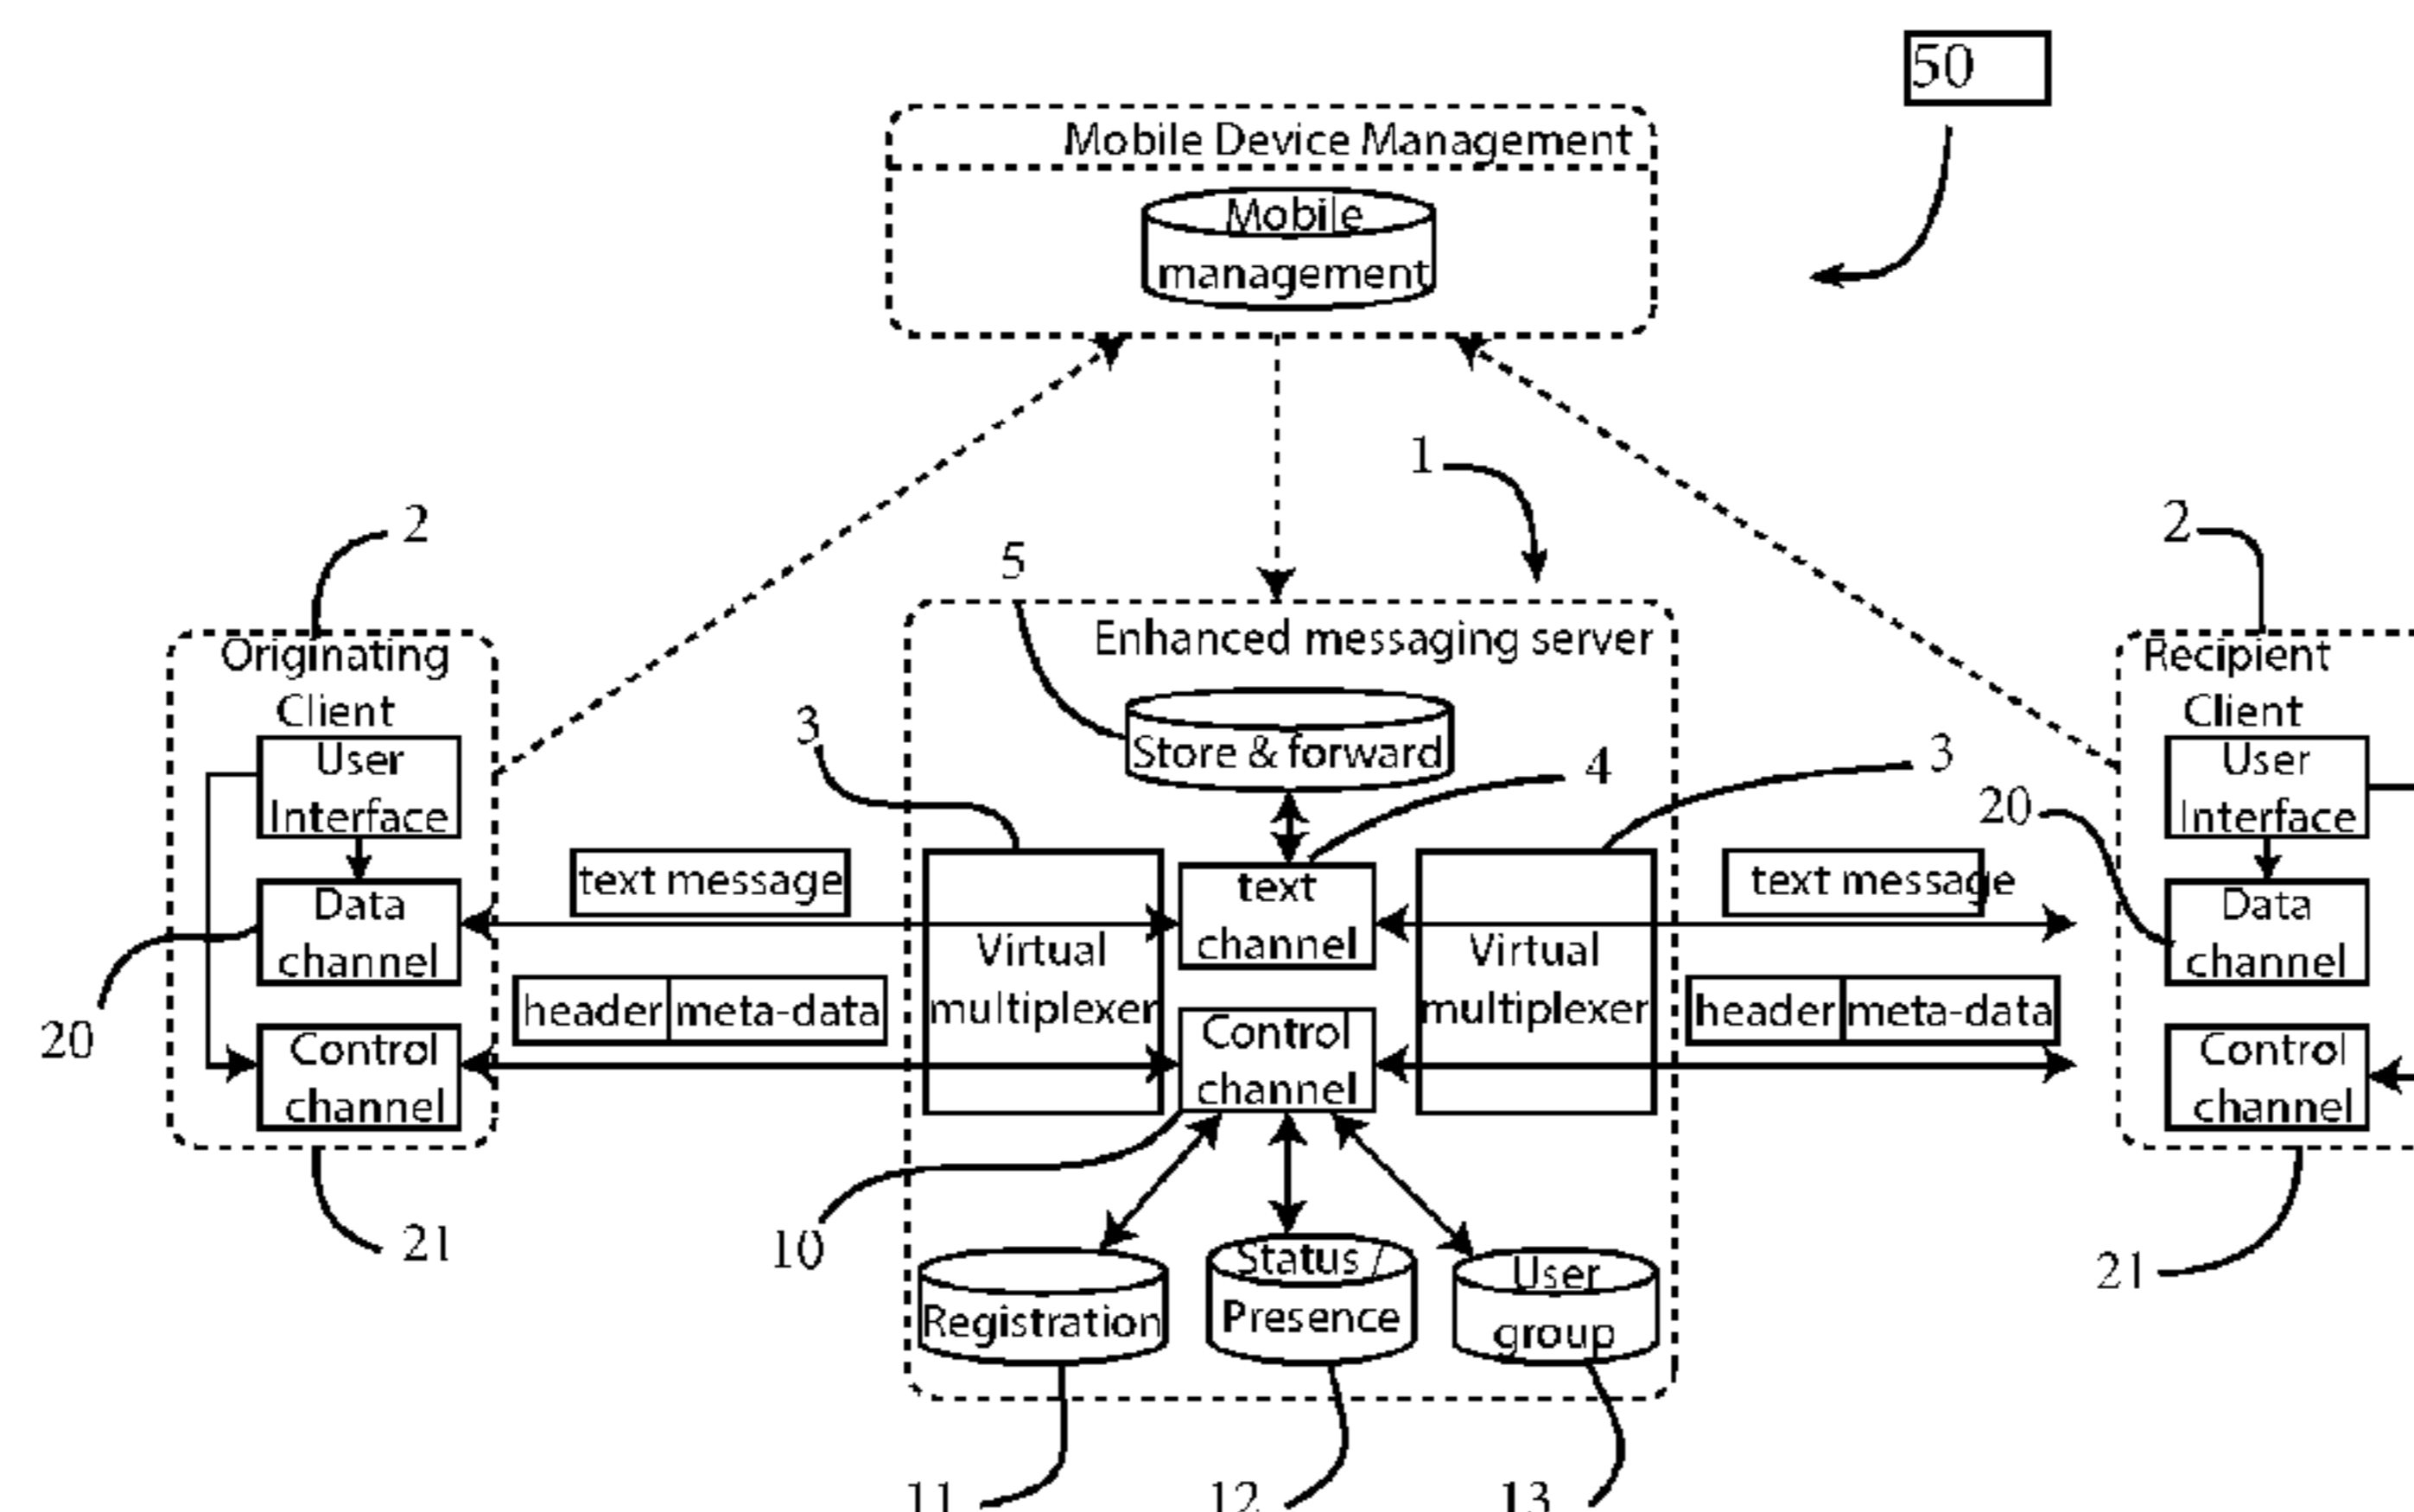 50
Mobile Device Management
Mobile
management
1
2
2
5
Enhanced messaging server
Originating
Client
Recipient
Client
3
Store & forward
4
3
20
User
Interface
User
Interface
text message
text
channel
text message
Data
channel
Data
channel
Virtual
multiplexer
Virtual
multiplexer
header
meta-data
header
meta-data
20
Control
channel
Control
channel
Control
channel
10
21
21
Registration
Status /
Presence
User
group
11
12
13